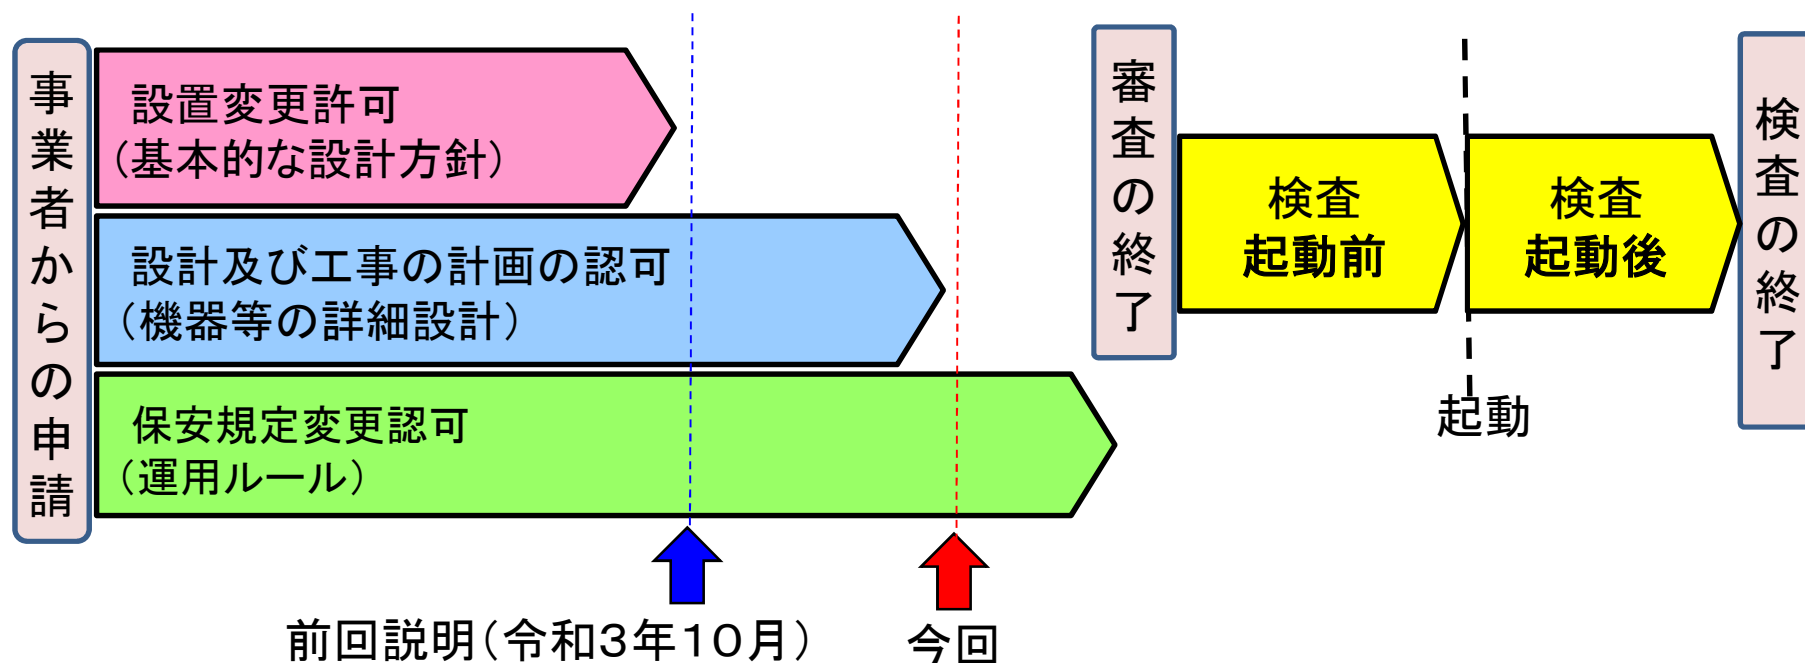 事業者からの申請
設置変更許可
（基本的な設計方針）
設計及び工事の計画の認可
（機器等の詳細設計）
保安規定変更認可
（運用ルール）
審査の終了
検査
起動前
検査
起動後
起動
検査の終了
前回説明（令和３年１０月）
今回